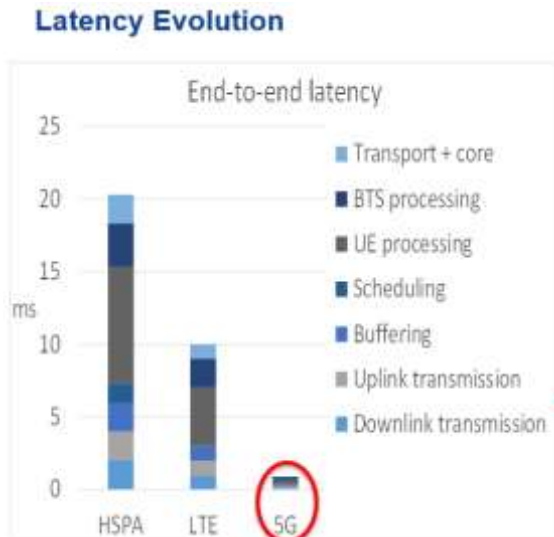 Latency Evolution
End-to-end latency
25
20
15
10
5
0
ms
HSPA
LTE
5G
Transport + core
BTS processing
UE processing
Scheduling
Buffering
Uplink transmission
Downlink transmission